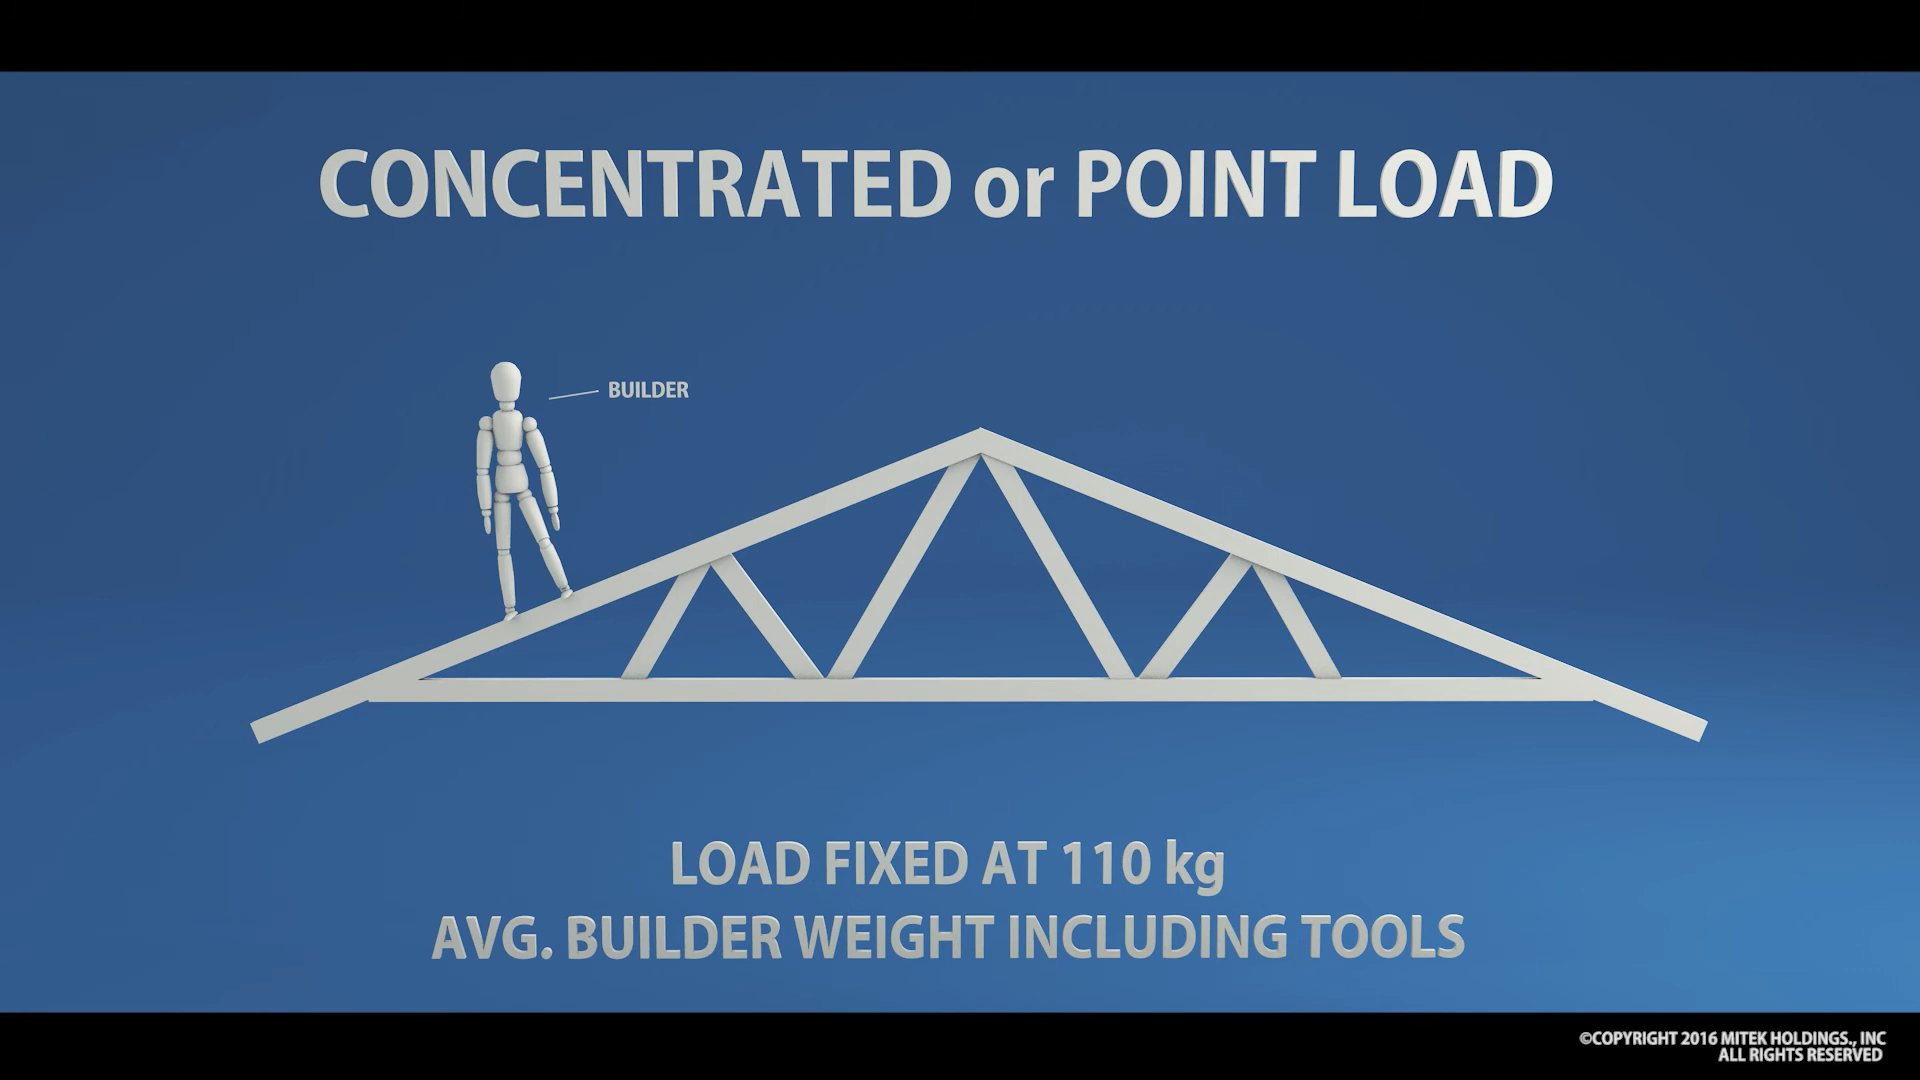 CONCENTRATED or POINT LOAD
BUILDER
LOAD FIXED AT 110 kg
AVG. BUILDER WEIGHT INCLUDING TOOLS
©COPYRIGHT 2016 MITEK HOLDINGS., INC
ALL RIGHTS RESERVED